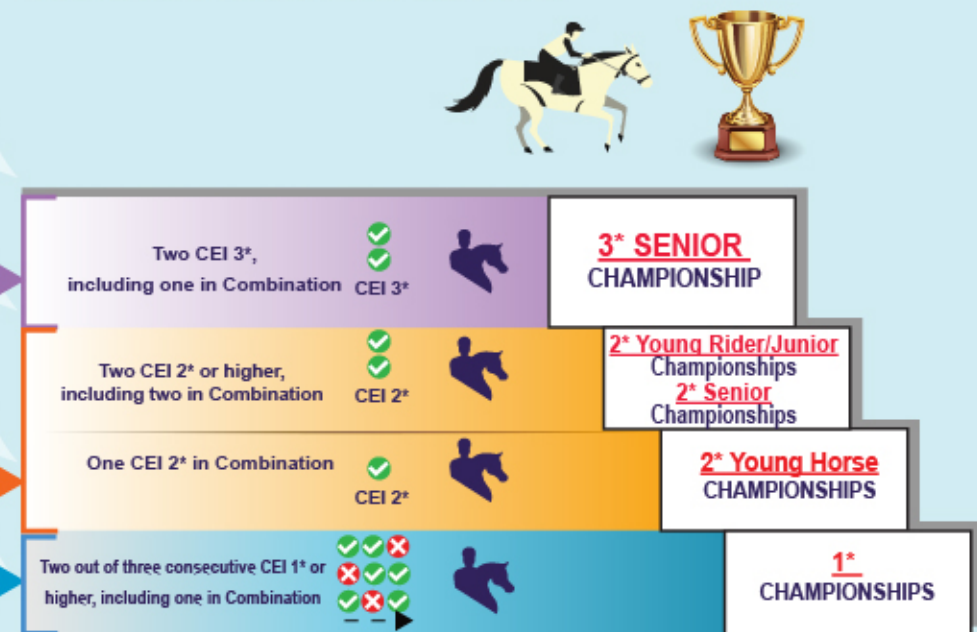 Two CEI 3*,
including one in Combination
CEI 3*
3* SENIOR
CHAMPIONSHIP
Two CEI 2* or higher,
including two in Combination
CEI 2*
2* Young Rider/Junior
Championships
2* Senior
Championships
One CEI 2* in Combination
CEI 2*
2* Young Horse
CHAMPIONSHIPS
Two out of three consecutive CEI 1* or
higher, including one in Combination
1*
CHAMPIONSHIPS